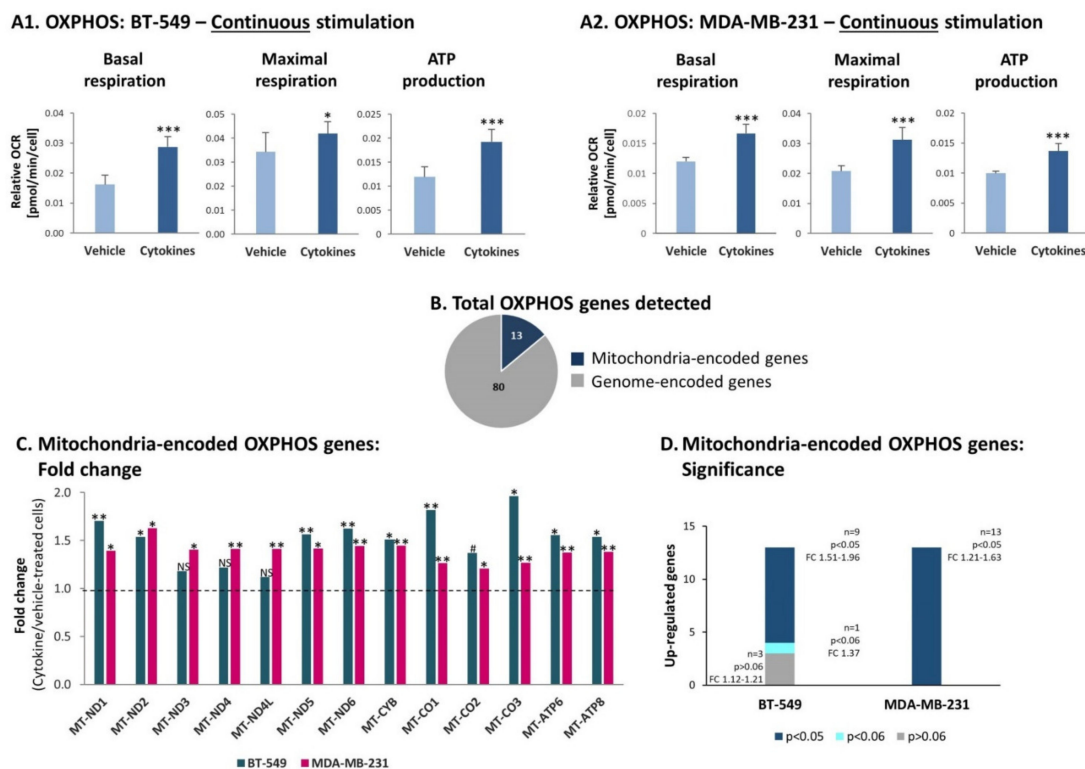 A1. OXPHOS: BT-549 – Continuous stimulation
Basal respiration
Maximal respiration
ATP production
Relative OCR
[pmol/min/cell]
0.04
0.03
0.02
0.01
0.00
***
Vehicle Cytokines
0.05
0.04
0.03
0.02
0.01
0.00
*
Vehicle Cytokines
0.025
0.02
0.015
0.01
0.005
0
***
Vehicle Cytokines
A2. OXPHOS: MDA-MB-231 – Continuous stimulation
Basal respiration
Maximal respiration
ATP production
Relative OCR
[pmol/min/cell]
0.02
0.015
0.01
0.005
0
***
Vehicle Cytokines
0.04
0.03
0.02
0.01
0.00
***
Vehicle Cytokines
0.02
0.015
0.01
0.005
0
***
Vehicle Cytokines
B. Total OXPHOS genes detected
13
80
Mitochondria-encoded genes
Genome-encoded genes
C. Mitochondria-encoded OXPHOS genes:
Fold change
Fold change
(Cytokine/vehicle-treated cells)
2.0
1.5
1.0
0.5
0.0
** * * * NS * NS ** NS ** ** * ** ** * ** ** ** # * * ** * ** * **
MT-ND1
MT-ND2
MT-ND3
MT-ND4
MT-ND4L
MT-ND5
MT-ND6
MT-CYB
MT-CO1
MT-CO2
MT-CO3
MT-ATP6
MT-ATP8
BT-549 MDA-MB-231
D. Mitochondria-encoded OXPHOS genes:
Significance
Up-regulated genes
15
10
5
0
n=9
p<0.05
FC 1.51-1.96
n=1
p<0.06
FC 1.37
n=3
p>0.06
FC 1.12-1.21
n=13
p<0.05
FC 1.21-1.63
BT-549 MDA-MB-231
p<0.05 p<0.06 p>0.06